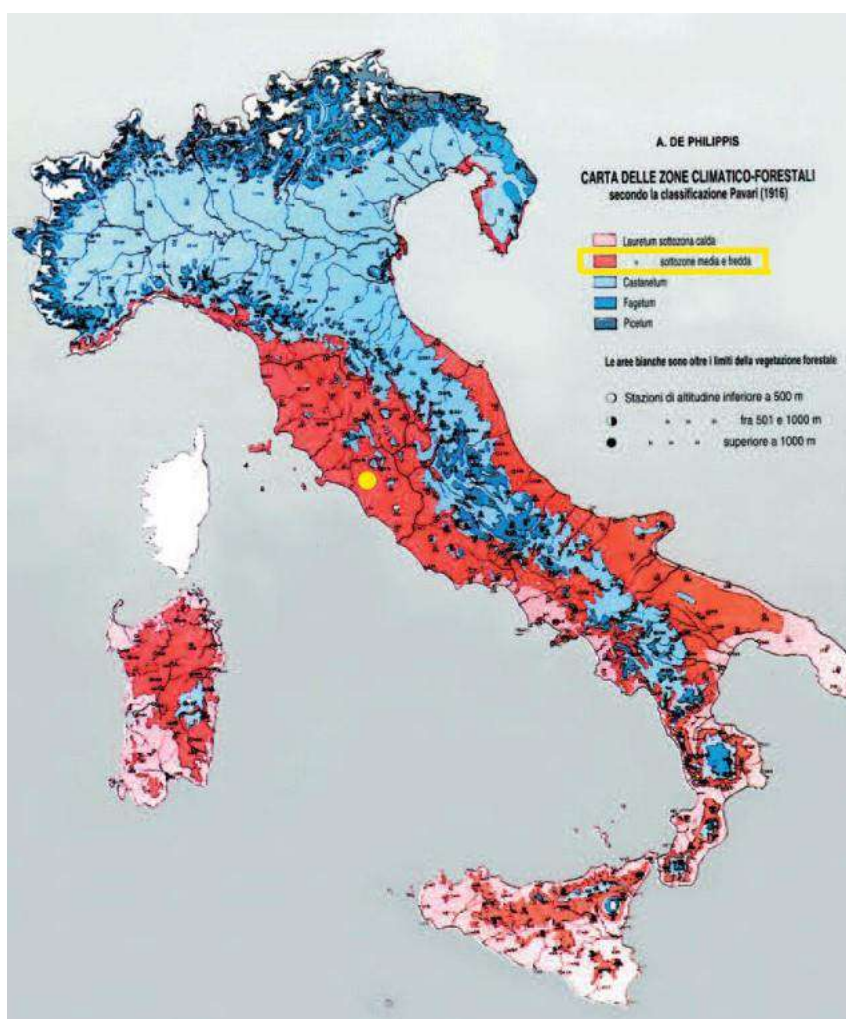 A. DE PHILIPPIS
CARTA DELLE ZONE CLIMATICO-FORESTALI
secondo la classificazione Pavari (1916)
Lauretum sottozona calda
" sottozone media e fredda
Castanetum
Fagetum
Picetum
Le aree bianche sono oltre i limiti della vegetazione forestale
Stazioni di altitudine inferiore a 500 m
" " " fra 501 e 1000 m
" " " superiore a 1000 m